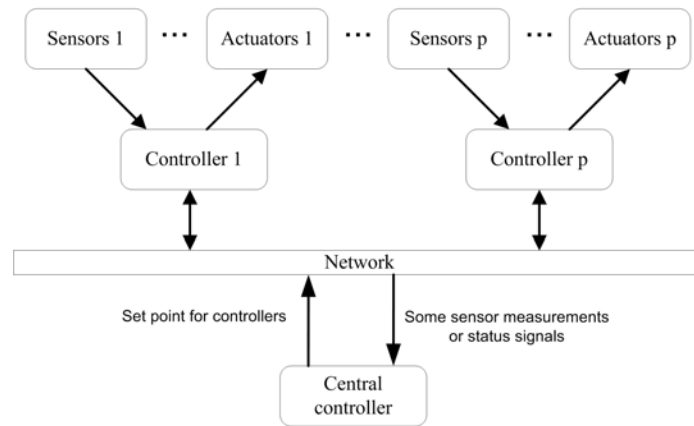 Sensors 1 ... Actuators 1 ... Sensors p ... Actuators p
Controller 1 Controller p
Network
Set point for controllers
Some sensor measurements
or status signals
Central
controller